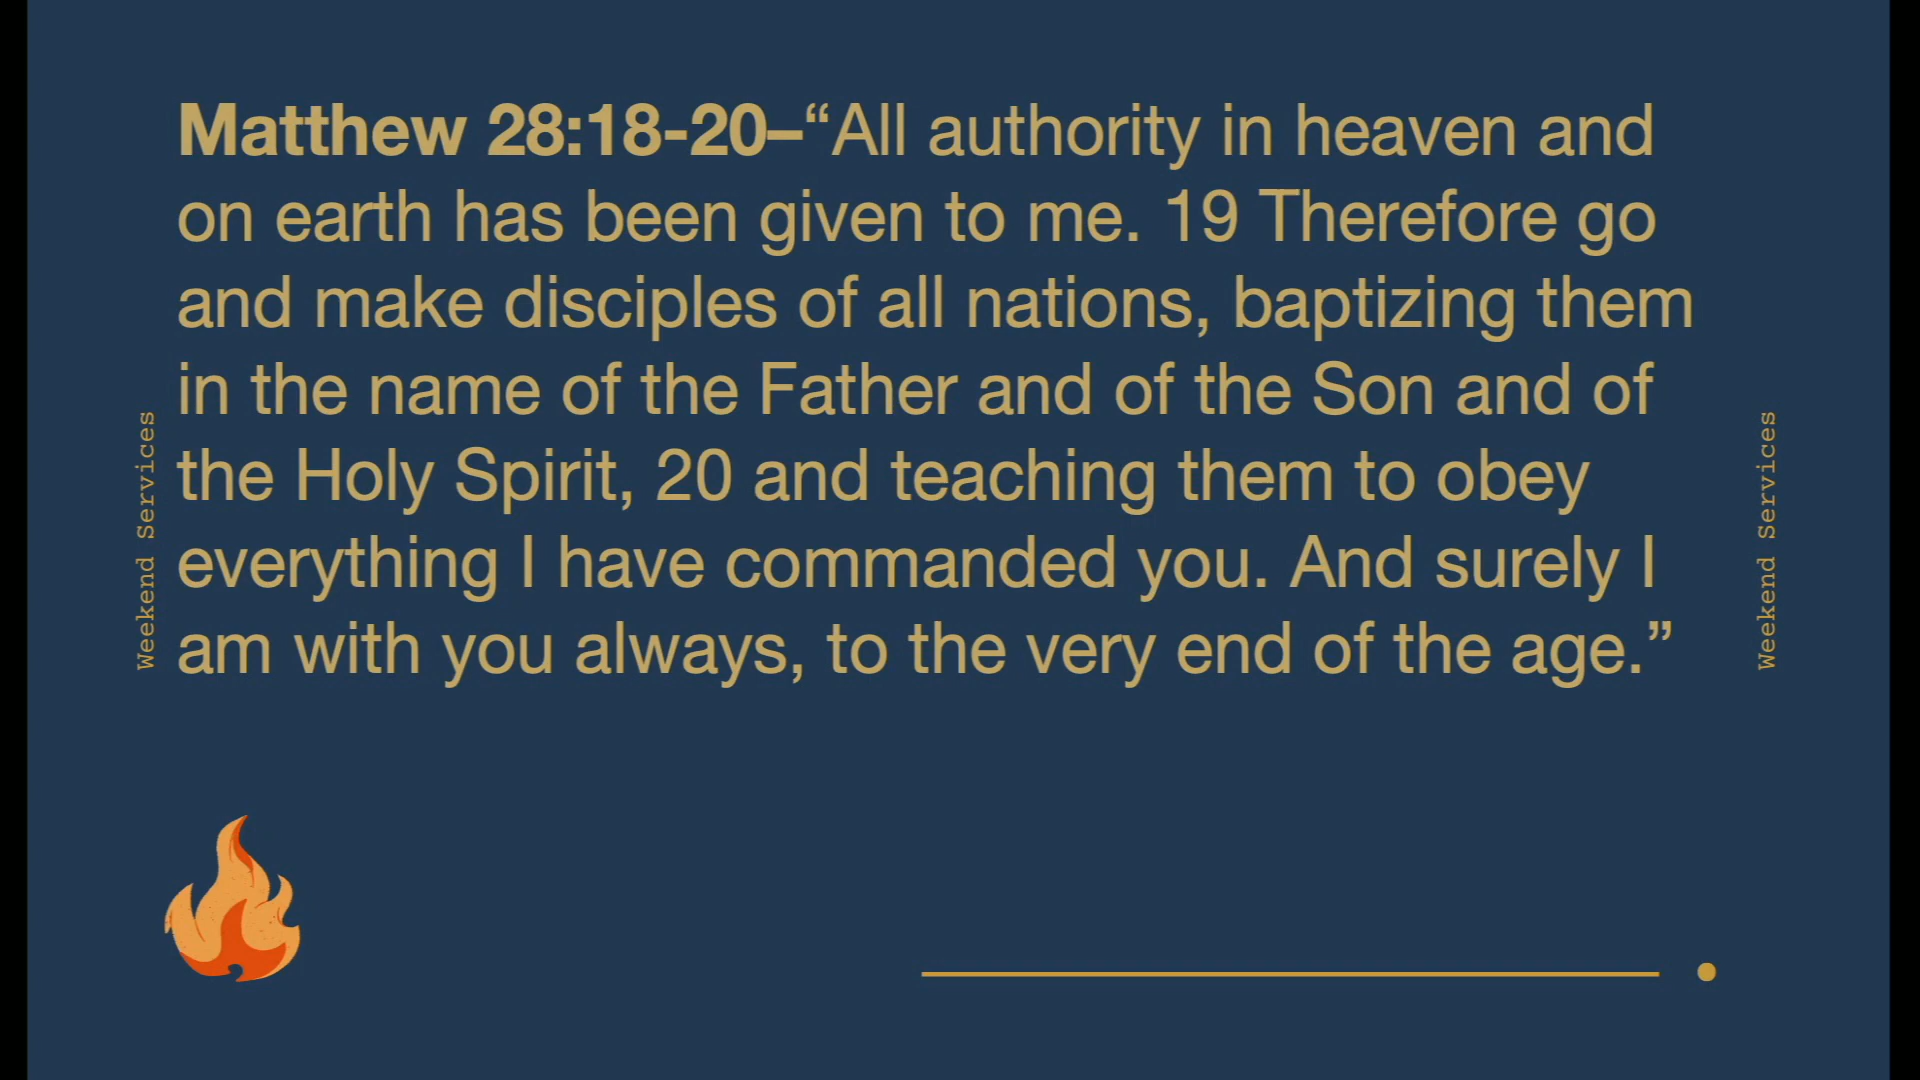 Matthew 28:18-20–“All authority in heaven and
on earth has been given to me. 19 Therefore go
and make disciples of all nations, baptizing them
in the name of the Father and of the Son and of
the Holy Spirit, 20 and teaching them to obey
everything I have commanded you. And surely I
am with you always, to the very end of the age.”
Weekend Services
Weekend Services